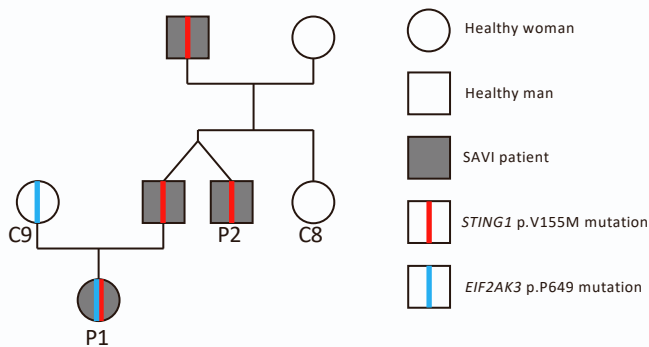 Healthy woman
Healthy man
SAVI patient
STING1 p.V155M mutation
EIF2AK3 p.P649 mutation
C9
P2
C8
P1